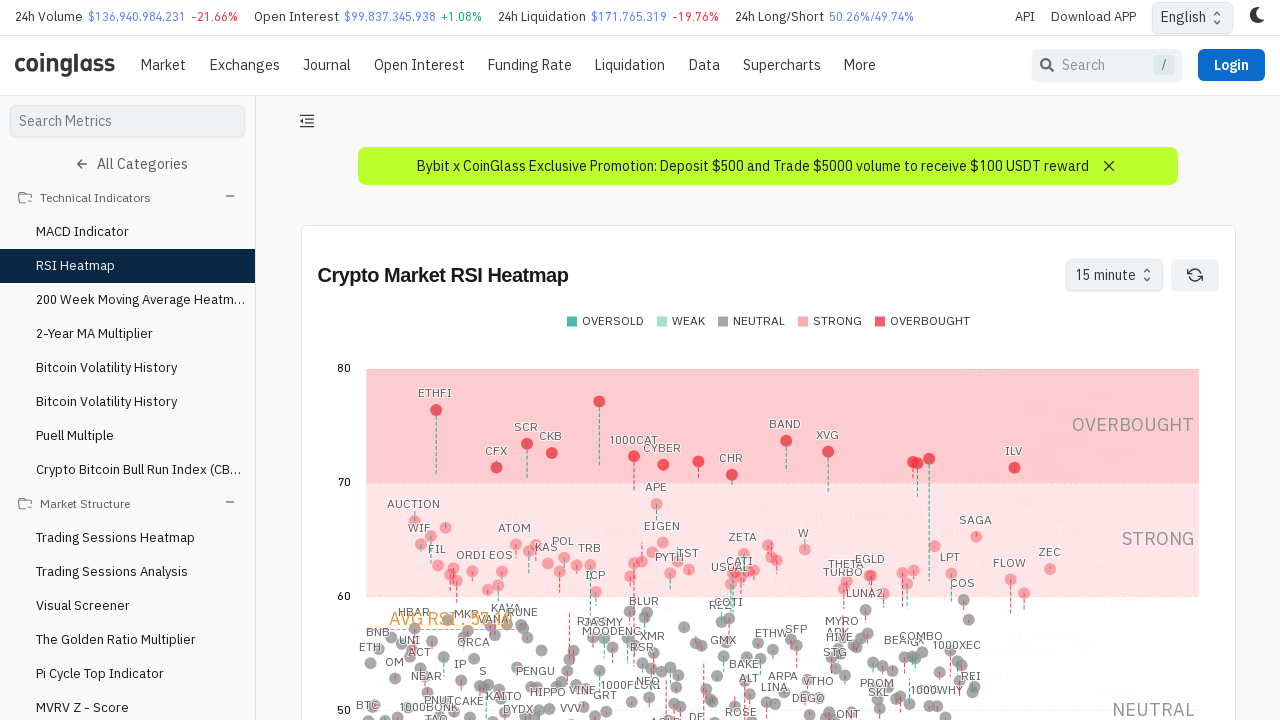 24h Volume $136,940,984,231 -21.66% Open Interest $99,837,345,938 +1.08% 24h Liquidation $171,765,319 -19.76% 24h Long/Short 50.26%/49.74% API Download APP English
coinglass Market Exchanges Journal Open Interest Funding Rate Liquidation Data Supercharts More Search / Login
Search Metrics
All Categories
Technical Indicators
MACD Indicator
RSI Heatmap
200 Week Moving Average Heatm...
2-Year MA Multiplier
Bitcoin Volatility History
Bitcoin Volatility History
Puell Multiple
Crypto Bitcoin Bull Run Index (CB...
Market Structure
Trading Sessions Heatmap
Trading Sessions Analysis
Visual Screener
The Golden Ratio Multiplier
Pi Cycle Top Indicator
MVRV Z - Score
Bybit x CoinGlass Exclusive Promotion: Deposit $500 and Trade $5000 volume to receive $100 USDT reward
Crypto Market RSI Heatmap 15 minute
OVERSOLD WEAK NEUTRAL STRONG OVERBOUGHT
80
ETHFI
SCR CKB BAND XVG OVERBOUGHT
1000CAT
CFX CYBER CHR ILV
70
APE
AUCTION
WIF ATOM EIGEN ZETA W SAGA STRONG
FIL ORDI EOS KAS POL TRB PYTH CATI USUAL THETA EGLD LPT FLOW ZEC
ICP TURBO COS
60
BLUR COTI LUNA2
HBAR MKR KAVA RUNE
AVG RSI : 57.10
BNB UNI JASMY MYRO
ETH ORCA MOODENG XMR GMX ETHW SFP HIVE COMBO 1000XEC
OM ACT IP RSR BAKE STG
NEAR S PENGU NEO ALT ARPA VTHO PROM REI
CAKE KAITO HIPPO VINE 1000FLOKI LINA SKL 1000WHY
BTC 1000BONK DYDX VVV GRT ROSE DEGO ONT
50 NEUTRAL